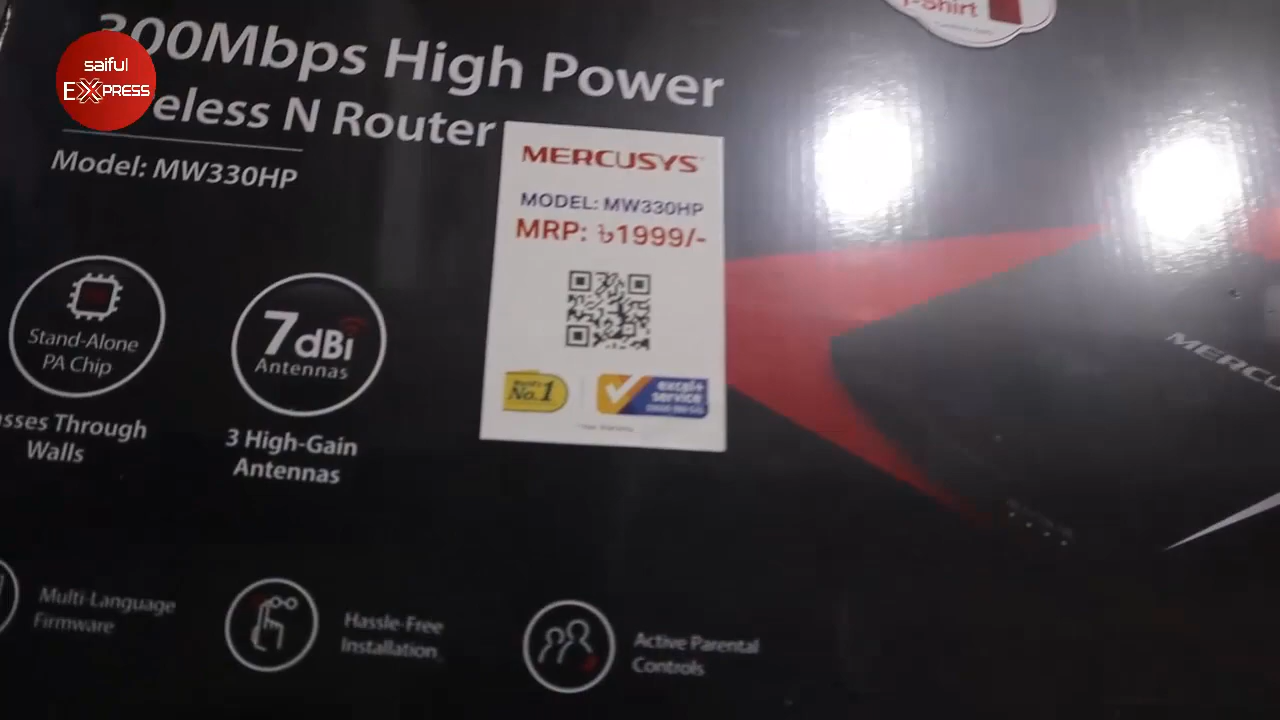 T-Shirt
300Mbps High Power
eless N Router
saiful
EXPRESS
Model: MW330HP
MERCUSYS
MODEL: MW330HP
MRP: ৳1999/-
Stand-Alone
PA Chip
sses Through
Walls
7dBi
Antennas
3 High-Gain
Antennas
No.1
excel+
service
MERCU
Multi-Language
Firmware
Hassle-Free
Installation
Active Parental
Controls